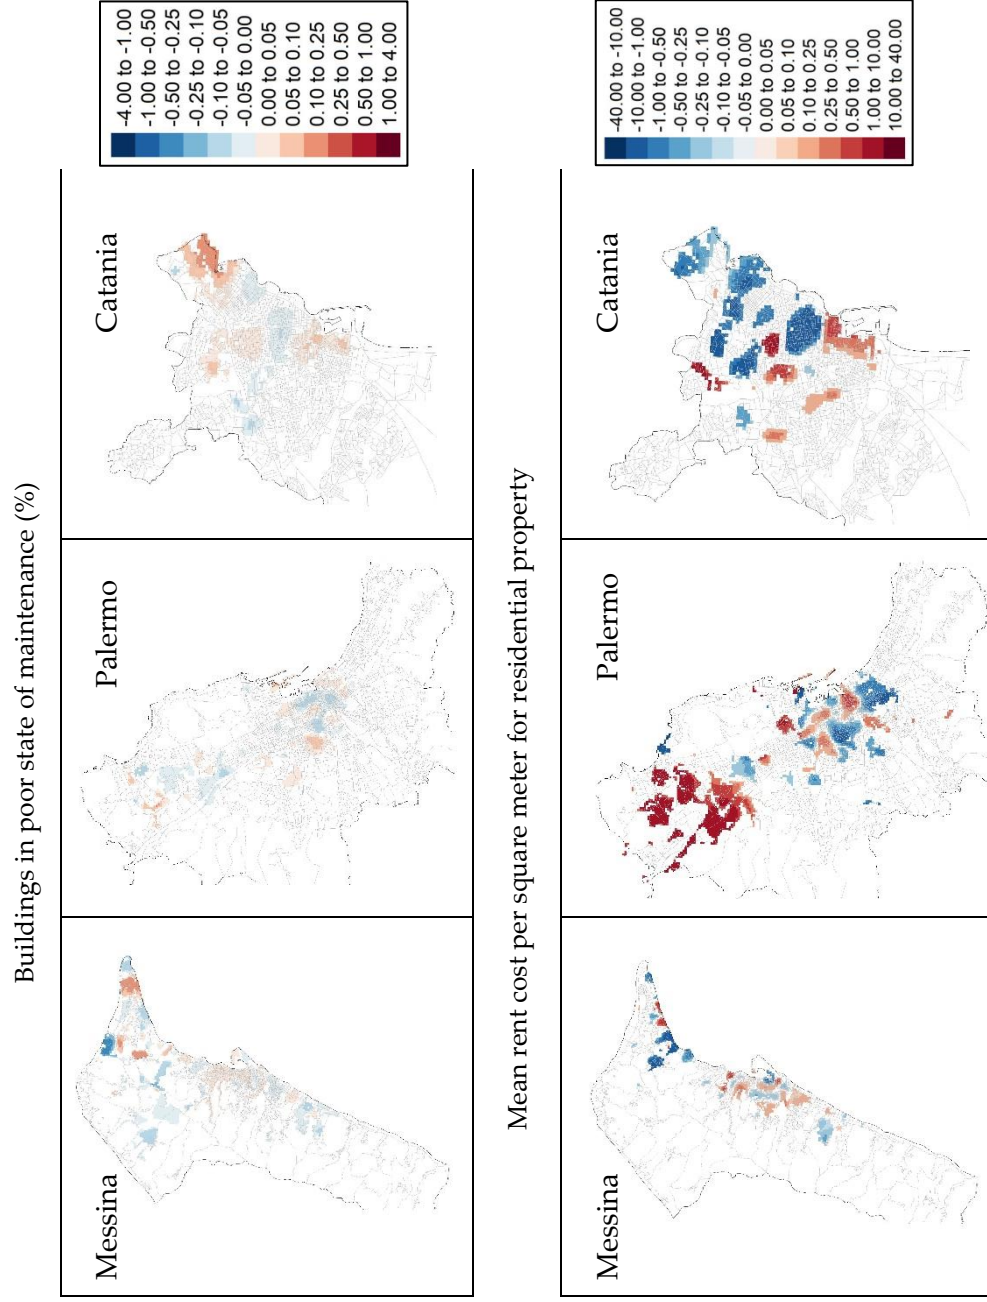 Buildings in poor state of maintenance (%)
Messina
Palermo
Catania
-4.00 to -1.00
-1.00 to -0.50
-0.50 to -0.25
-0.25 to -0.10
-0.10 to -0.05
-0.05 to 0.00
0.00 to 0.05
0.05 to 0.10
0.10 to 0.25
0.25 to 0.50
0.50 to 1.00
1.00 to 4.00
Mean rent cost per square meter for residential property
Messina
Palermo
Catania
-40.00 to -10.00
-10.00 to -1.00
-1.00 to -0.50
-0.50 to -0.25
-0.25 to -0.10
-0.10 to -0.05
-0.05 to 0.00
0.00 to 0.05
0.05 to 0.10
0.10 to 0.25
0.25 to 0.50
0.50 to 1.00
1.00 to 10.00
10.00 to 40.00